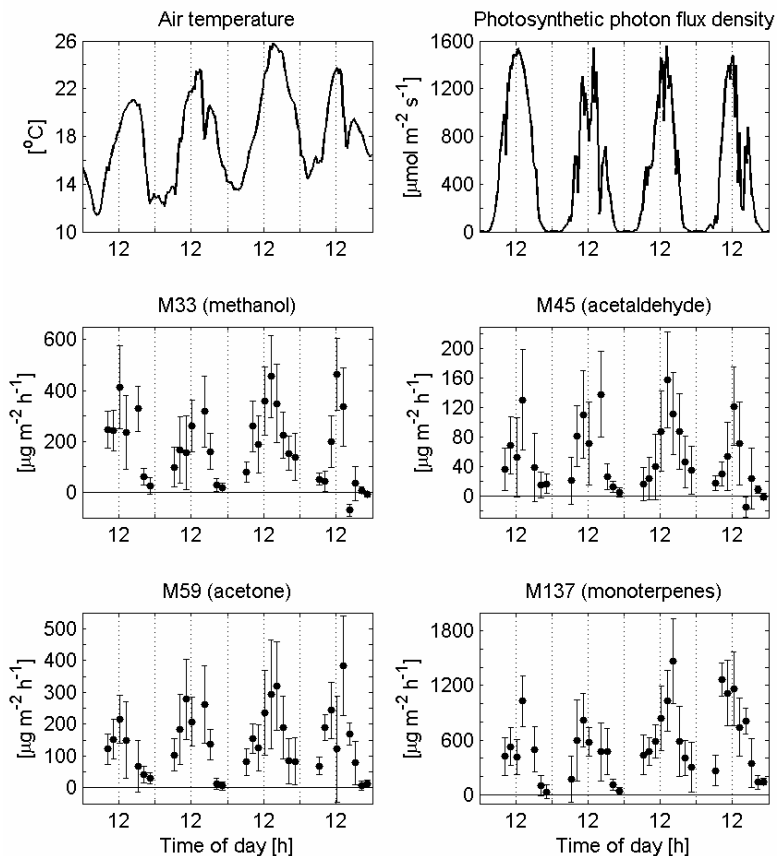 Air temperature
Photosynthetic photon flux density
[°C]
26
22
18
14
10
12 12 12 12
[μmol m⁻² s⁻¹]
1600
1200
800
400
0
12 12 12 12
M33 (methanol)
M45 (acetaldehyde)
[μg m⁻² h⁻¹]
600
400
200
0
12 12 12 12
[μg m⁻² h⁻¹]
200
160
120
80
40
0
12 12 12 12
M59 (acetone)
M137 (monoterpenes)
[μg m⁻² h⁻¹]
500
400
300
200
100
0
12 12 12 12
Time of day [h]
[μg m⁻² h⁻¹]
1800
1200
600
0
12 12 12 12
Time of day [h]